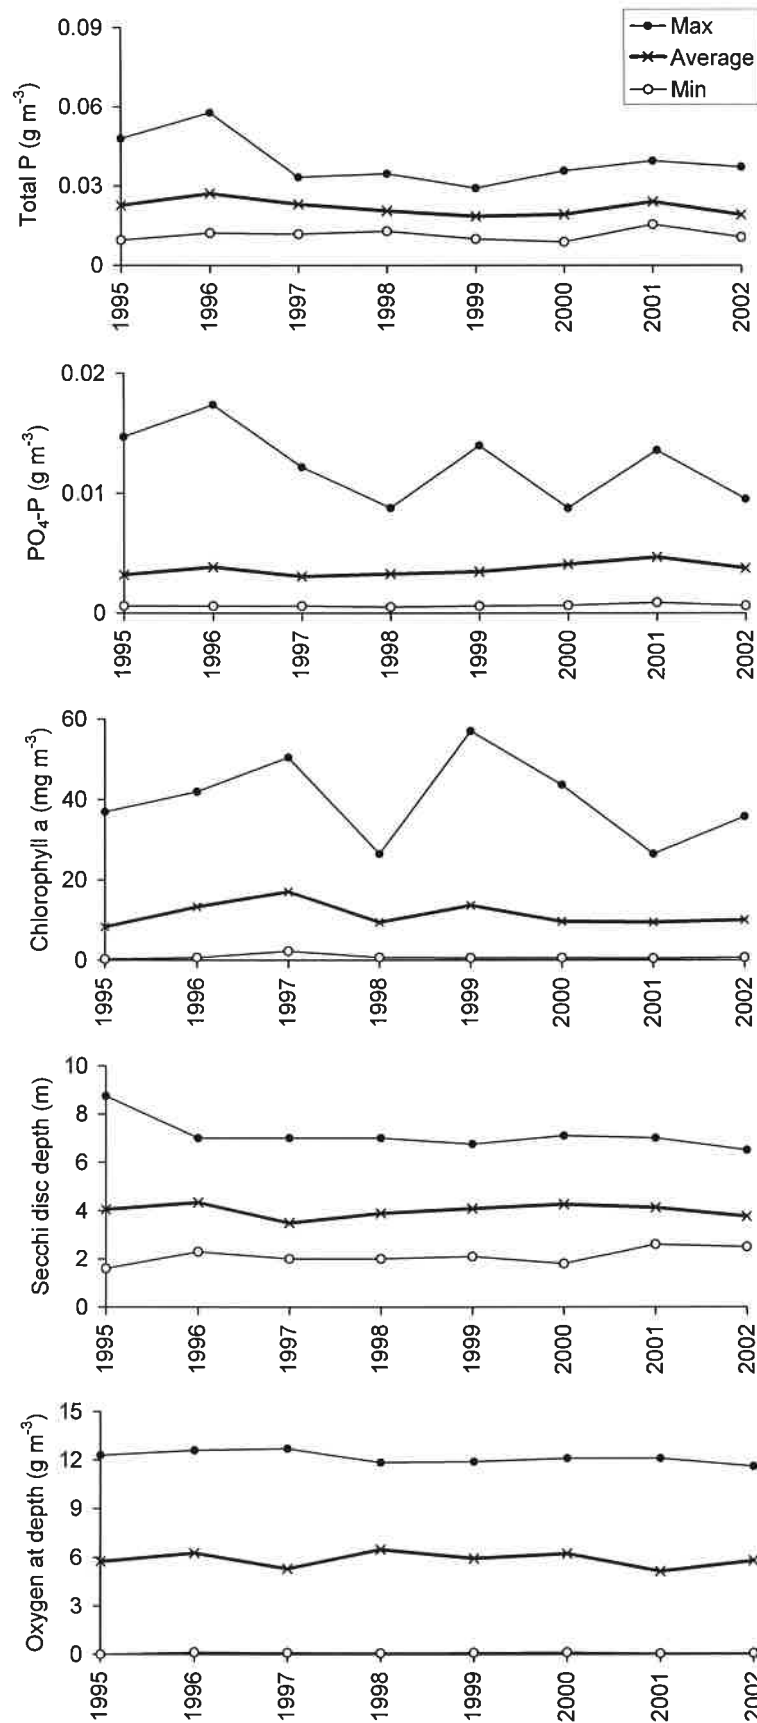 Max
Average
Min
Total P (g m-3)
0.09
0.06
0.03
0
1995 1996 1997 1998 1999 2000 2001 2002
PO4-P (g m-3)
0.02
0.01
0
1995 1996 1997 1998 1999 2000 2001 2002
Chlorophyll a (mg m-3)
60
40
20
0
1995 1996 1997 1998 1999 2000 2001 2002
Secchi disc depth (m)
10
8
6
4
2
0
1995 1996 1997 1998 1999 2000 2001 2002
Oxygen at depth (g m-3)
15
12
9
6
3
0
1995 1996 1997 1998 1999 2000 2001 2002